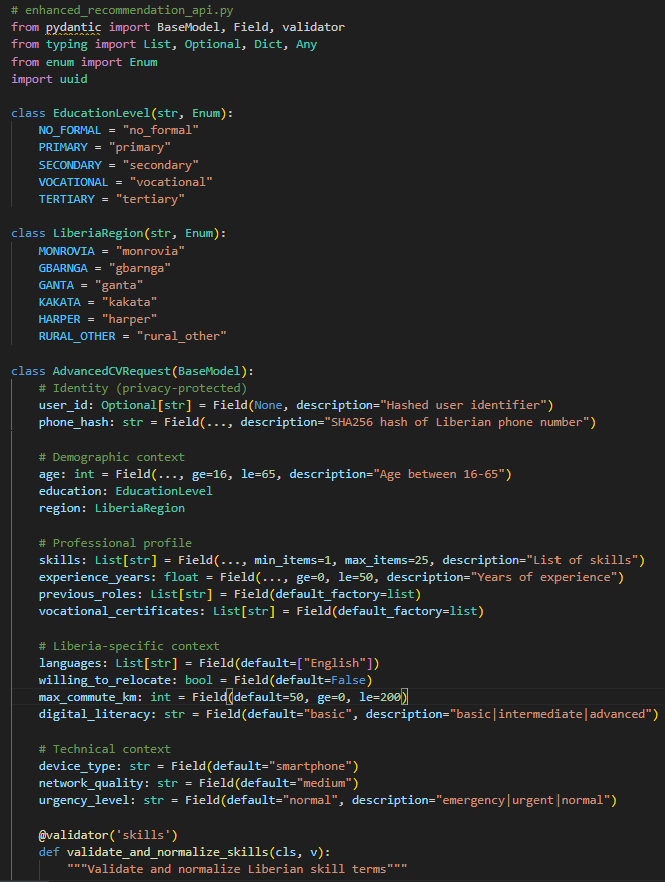 # enhanced_recommendation_api.py
from pydantic import BaseModel, Field, validator
from typing import List, Optional, Dict, Any
from enum import Enum
import uuid

class EducationLevel(str, Enum):
    NO_FORMAL = "no_formal"
    PRIMARY = "primary"
    SECONDARY = "secondary"
    VOCATIONAL = "vocational"
    TERTIARY = "tertiary"

class LiberiaRegion(str, Enum):
    MONROVIA = "monrovia"
    GBARNGA = "gbarnga"
    GANTA = "ganta"
    KAKATA = "kakata"
    HARPER = "harper"
    RURAL_OTHER = "rural_other"

class AdvancedCVRequest(BaseModel):
    # Identity (privacy-protected)
    user_id: Optional[str] = Field(None, description="Hashed user identifier")
    phone_hash: str = Field(..., description="SHA256 hash of Liberian phone number")

    # Demographic context
    age: int = Field(..., ge=16, le=65, description="Age between 16-65")
    education: EducationLevel
    region: LiberiaRegion

    # Professional profile
    skills: List[str] = Field(..., min_items=1, max_items=25, description="List of skills")
    experience_years: float = Field(..., ge=0, le=50, description="Years of experience")
    previous_roles: List[str] = Field(default_factory=list)
    vocational_certificates: List[str] = Field(default_factory=list)

    # Liberia-specific context
    languages: List[str] = Field(default=["English"])
    willing_to_relocate: bool = Field(default=False)
    max_commute_km: int = Field(default=50, ge=0, le=200)
    digital_literacy: str = Field(default="basic", description="basic|intermediate|advanced")

    # Technical context
    device_type: str = Field(default="smartphone")
    network_quality: str = Field(default="medium")
    urgency_level: str = Field(default="normal", description="emergency|urgent|normal")

    @validator('skills')
    def validate_and_normalize_skills(cls, v):
        """Validate and normalize Liberian skill terms"""